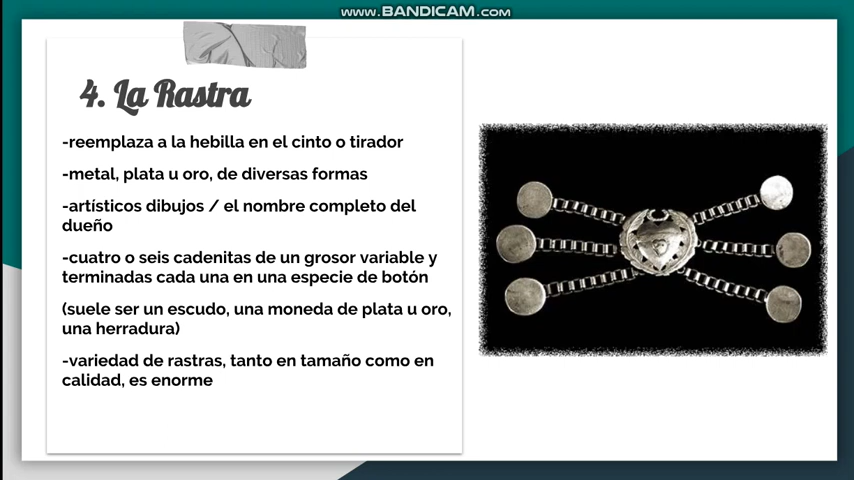 WWW.BANDICAM.COM
4. La Rastra
-reemplaza a la hebilla en el cinto o tirador
-metal, plata u oro, de diversas formas
-artísticos dibujos / el nombre completo del
dueño
-cuatro o seis cadenitas de un grosor variable y
terminadas cada una en una especie de botón
(suele ser un escudo, una moneda de plata u oro,
una herradura)
-variedad de rastras, tanto en tamaño como en
calidad, es enorme